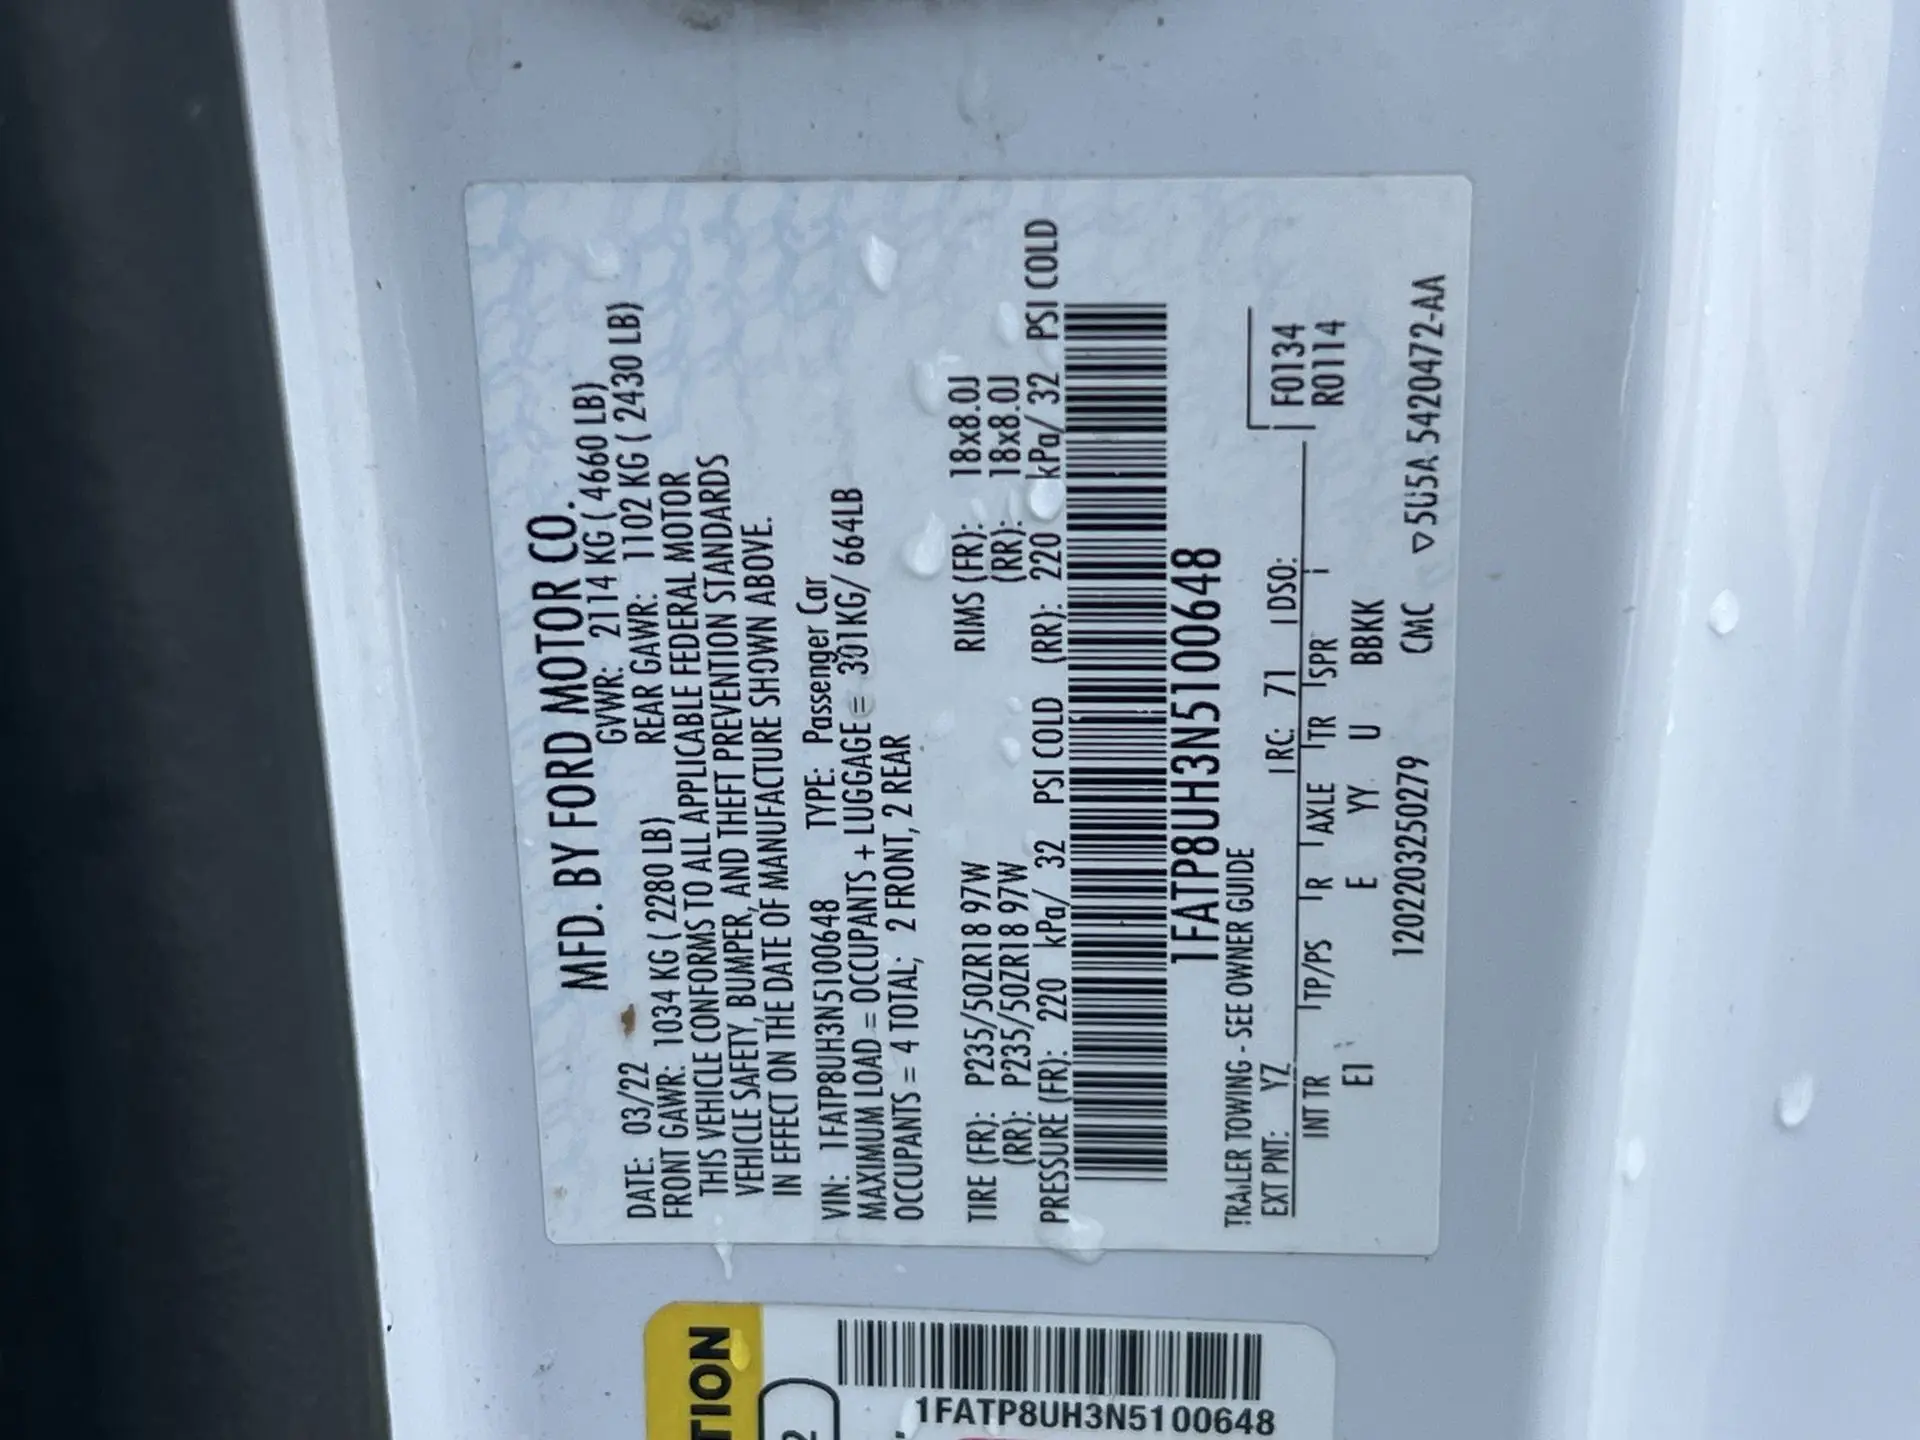 MFD. BY FORD MOTOR CO.
DATE: 03/22 GVWR: 2114 KG ( 4660 LB)
FRONT GAWR: 1034 KG ( 2280 LB) REAR GAWR: 1102 KG ( 2430 LB)
THIS VEHICLE CONFORMS TO ALL APPLICABLE FEDERAL MOTOR
VEHICLE SAFETY, BUMPER, AND THEFT PREVENTION STANDARDS
IN EFFECT ON THE DATE OF MANUFACTURE SHOWN ABOVE.
VIN: 1FATP8UH3N5100648 TYPE: Passenger Car
MAXIMUM LOAD = OCCUPANTS + LUGGAGE = 301KG/ 664LB
OCCUPANTS = 4 TOTAL; 2 FRONT, 2 REAR
TIRE (FR): P235/50ZR18 97W RIMS (FR): 18x8.0J
(RR): P235/50ZR18 97W (RR): 18x8.0J
PRESSURE (FR): 220 kPa/ 32 PSI COLD (RR): 220 kPa/ 32 PSI COLD
1FATP8UH3N5100648
TRAILER TOWING - SEE OWNER GUIDE
EXT PNT: YZ RC: 71 DSO: F0134
INT TR TP/PS R AXLE TR SPR R0114
E1 E YY U BBKK
12022032502​79 CMC ▽5U5A 5420472-AA
TION
2
1FATP8UH3N5100648